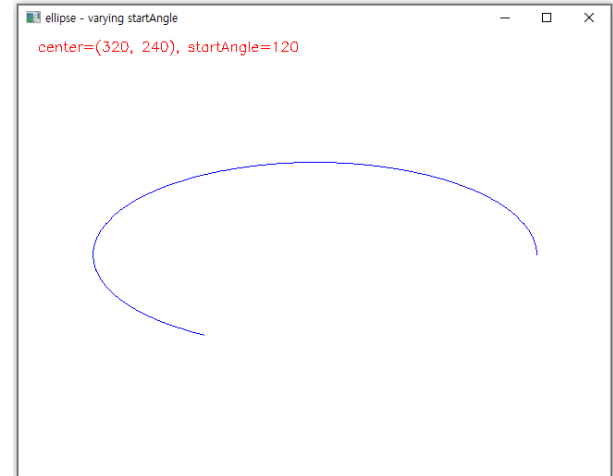 ellipse - varying startAngle
center=(320, 240), startAngle=120